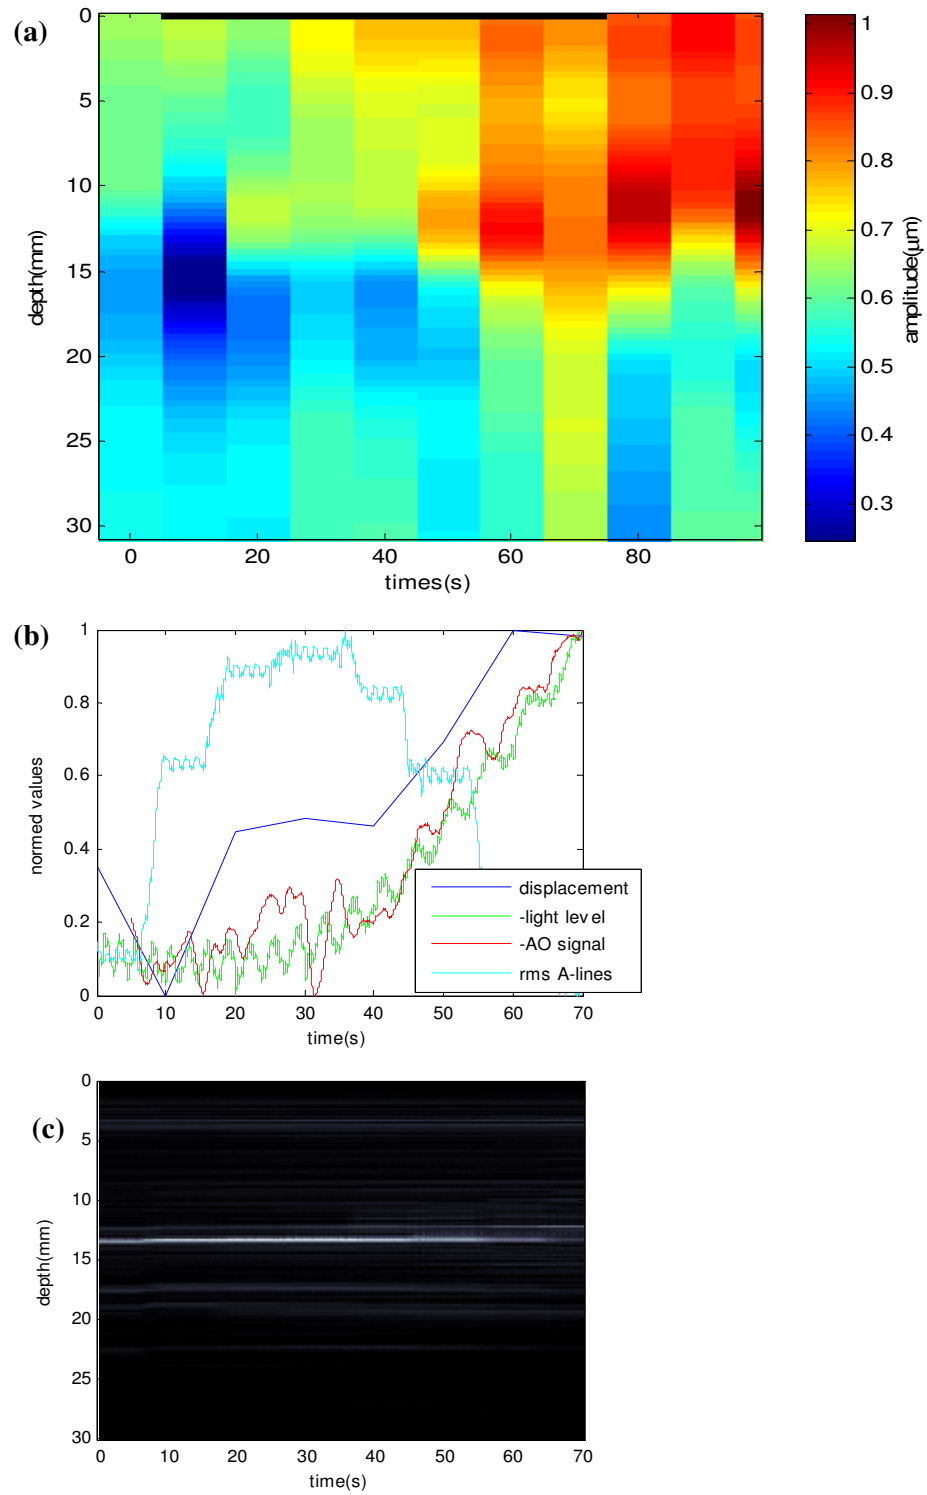 (a)
0
5
10
15
20
25
30
depth(mm)
0 20 40 60 80
times(s)
1
0.9
0.8
0.7
0.6
0.5
0.4
0.3
amplitude(μm)
(b)
1
0.8
0.6
0.4
0.2
0
normed values
0 10 20 30 40 50 60 70
time(s)
displacement
-light level
-AO signal
rms A-lines
(c)
0
5
10
15
20
25
30
depth(mm)
0 10 20 30 40 50 60 70
time(s)